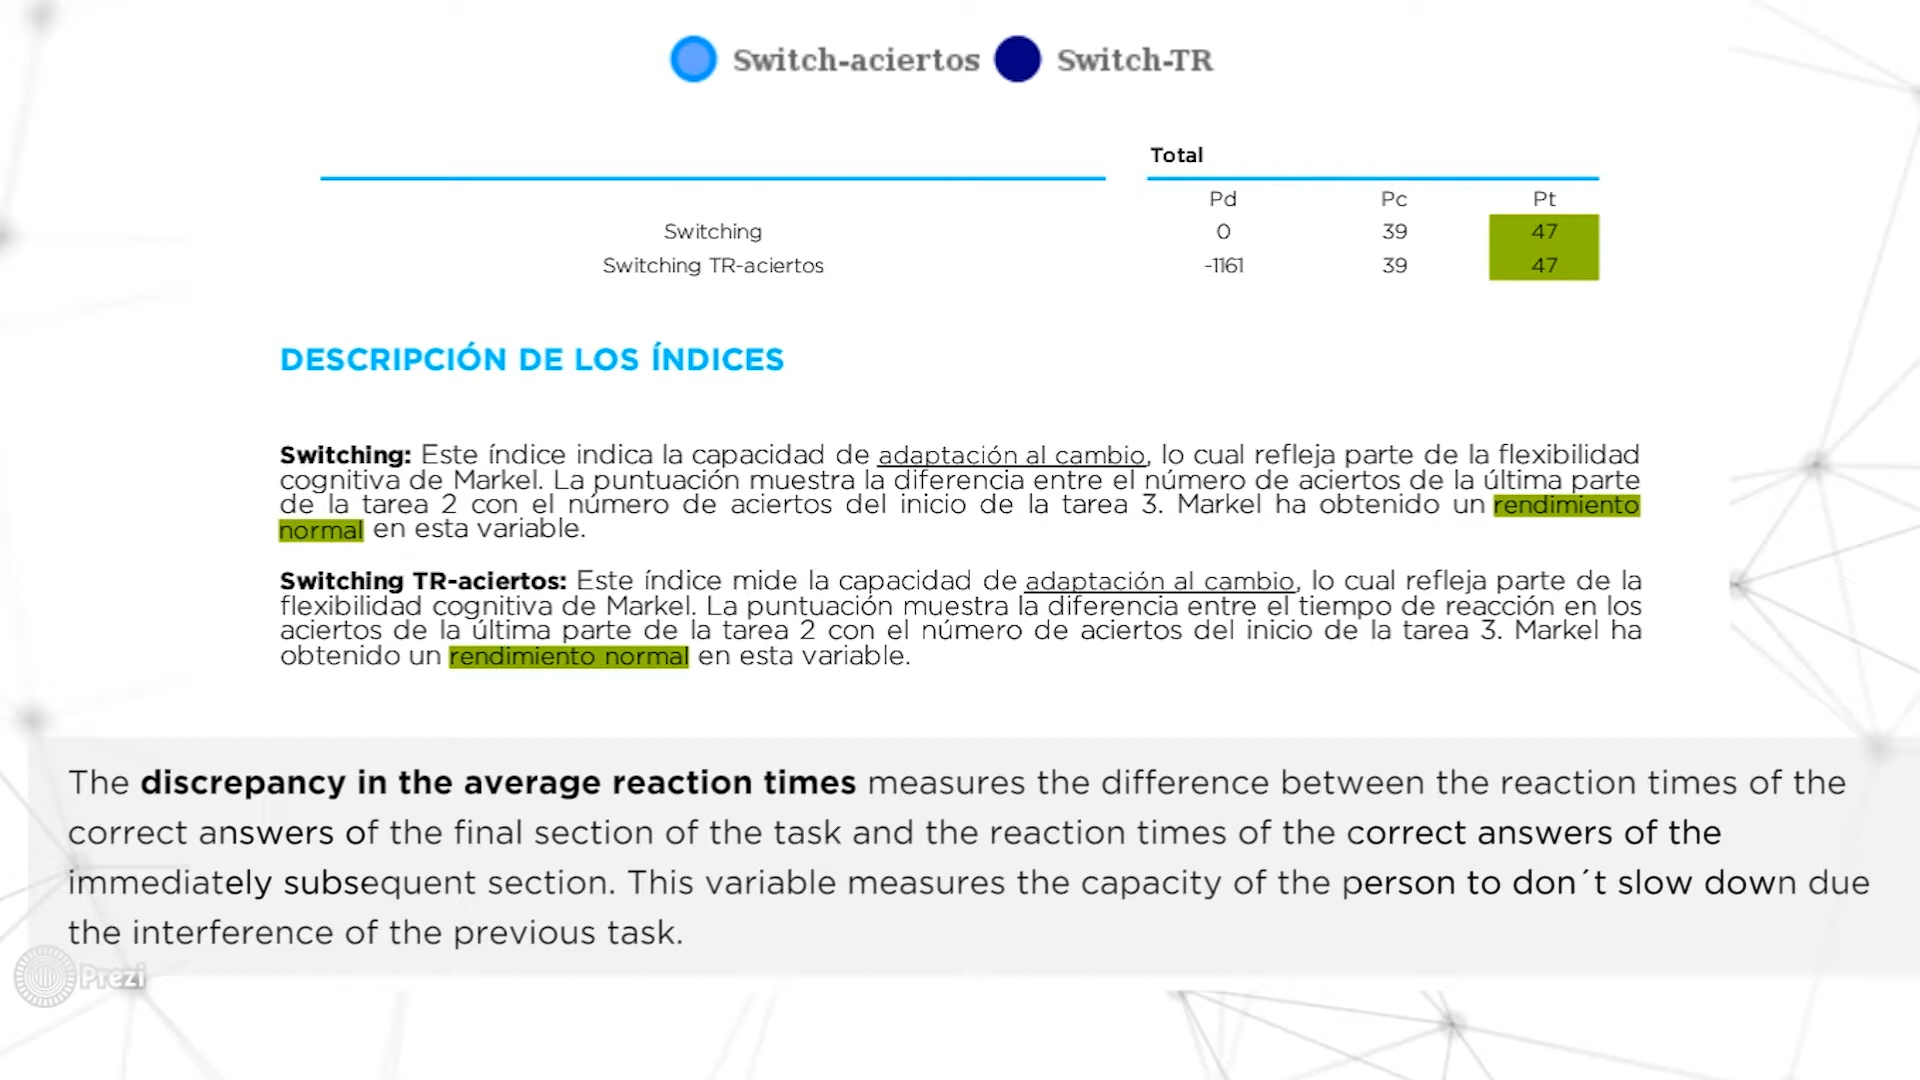 Switch-aciertos Switch-TR
Total
Pd Pc Pt
Switching 0 39 47
Switching TR-aciertos -1161 39 47
DESCRIPCIÓN DE LOS ÍNDICES
Switching: Este índice indica la capacidad de adaptación al cambio, lo cual refleja parte de la flexibilidad
cognitiva de Markel. La puntuación muestra la diferencia entre el número de aciertos de la última parte
de la tarea 2 con el número de aciertos del inicio de la tarea 3. Markel ha obtenido un rendimiento
normal en esta variable.
Switching TR-aciertos: Este índice mide la capacidad de adaptación al cambio, lo cual refleja parte de la
flexibilidad cognitiva de Markel. La puntuación muestra la diferencia entre el tiempo de reacción en los
aciertos de la última parte de la tarea 2 con el número de aciertos del inicio de la tarea 3. Markel ha
obtenido un rendimiento normal en esta variable.
The discrepancy in the average reaction times measures the difference between the reaction times of the
correct answers of the final section of the task and the reaction times of the correct answers of the
immediately subsequent section. This variable measures the capacity of the person to don´t slow down due
the interference of the previous task.
Prezi